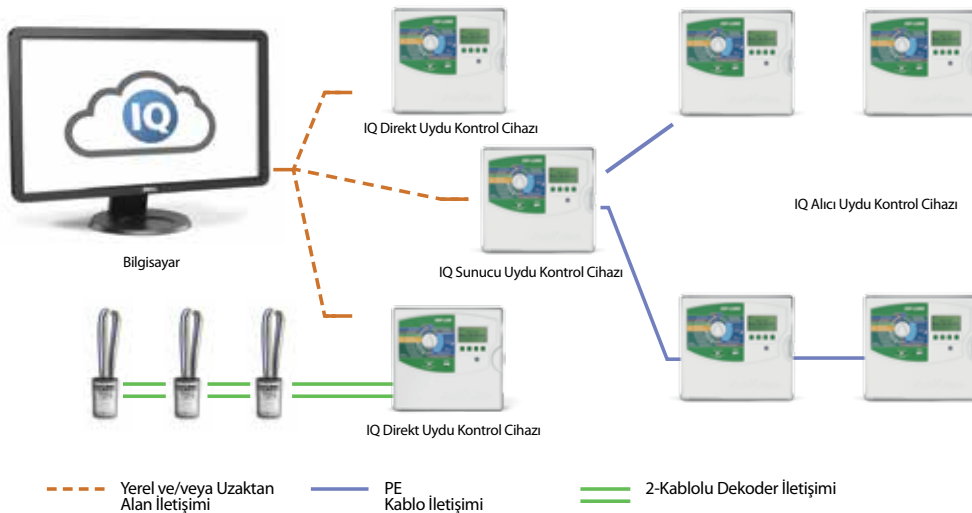 IQ
IQ Direkt Uydu Kontrol Cihazı
IQ Alıcı Uydu Kontrol Cihazı
Bilgisayar
IQ Sunucu Uydu Kontrol Cihazı
IQ Direkt Uydu Kontrol Cihazı
Yerel ve/veya Uzaktan
Alan İletişimi
PE
Kablo İletişimi
2-Kablolu Dekoder İletişimi